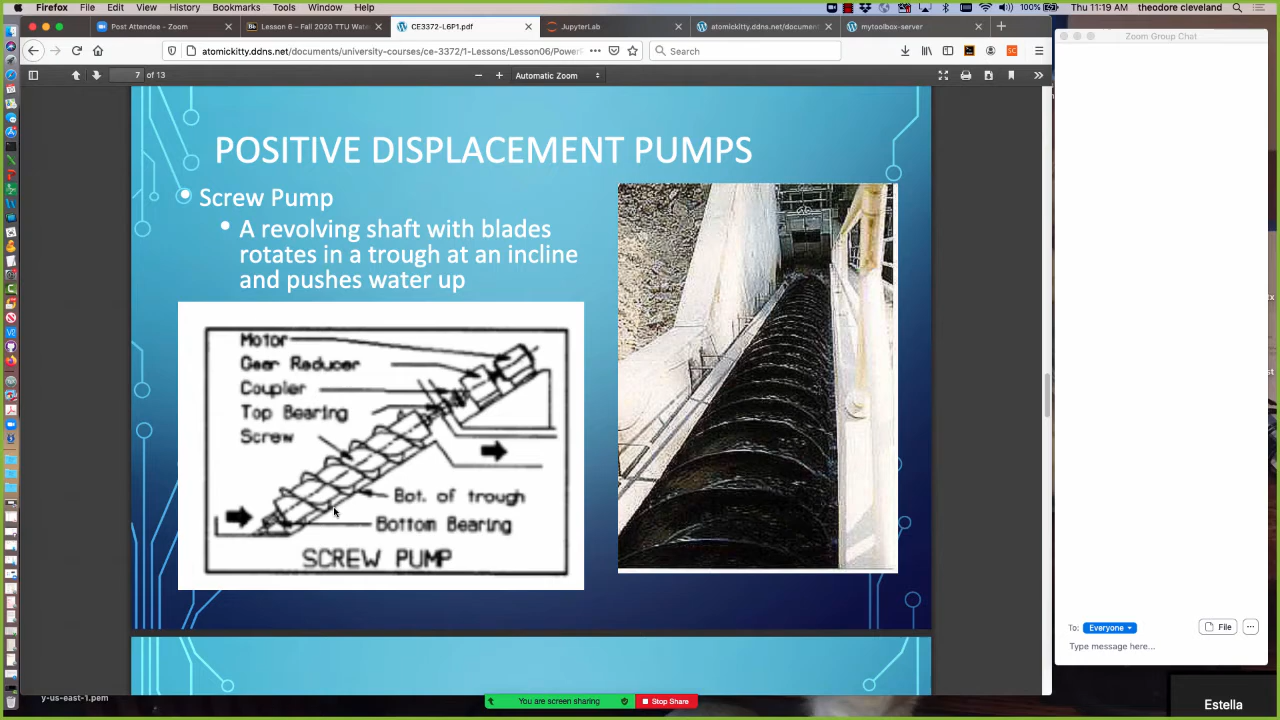 Firefox File Edit View History Bookmarks Tools Window Help
100% Thu 11:19 AM theodore cleveland
Post Attendee - Zoom
Lesson 6 – Fall 2020 TTU Wate
CE3372-L6P1.pdf
JupyterLab
atomickitty.ddns.net/documen
mytoolbox-server
atomickitty.ddns.net/documents/university-courses/ce-3372/1-Lessons/Lesson06/Power
Search
7 of 13
Automatic Zoom
Zoom Group Chat
POSITIVE DISPLACEMENT PUMPS
Screw Pump
A revolving shaft with blades
rotates in a trough at an incline
and pushes water up
Motor
Gear Reducer
Coupler
Top Bearing
Screw
Bot. of trough
Bottom Bearing
SCREW PUMP
To: Everyone
File
Type message here...
y-us-east-1.pem
You are screen sharing
Stop Share
Estella